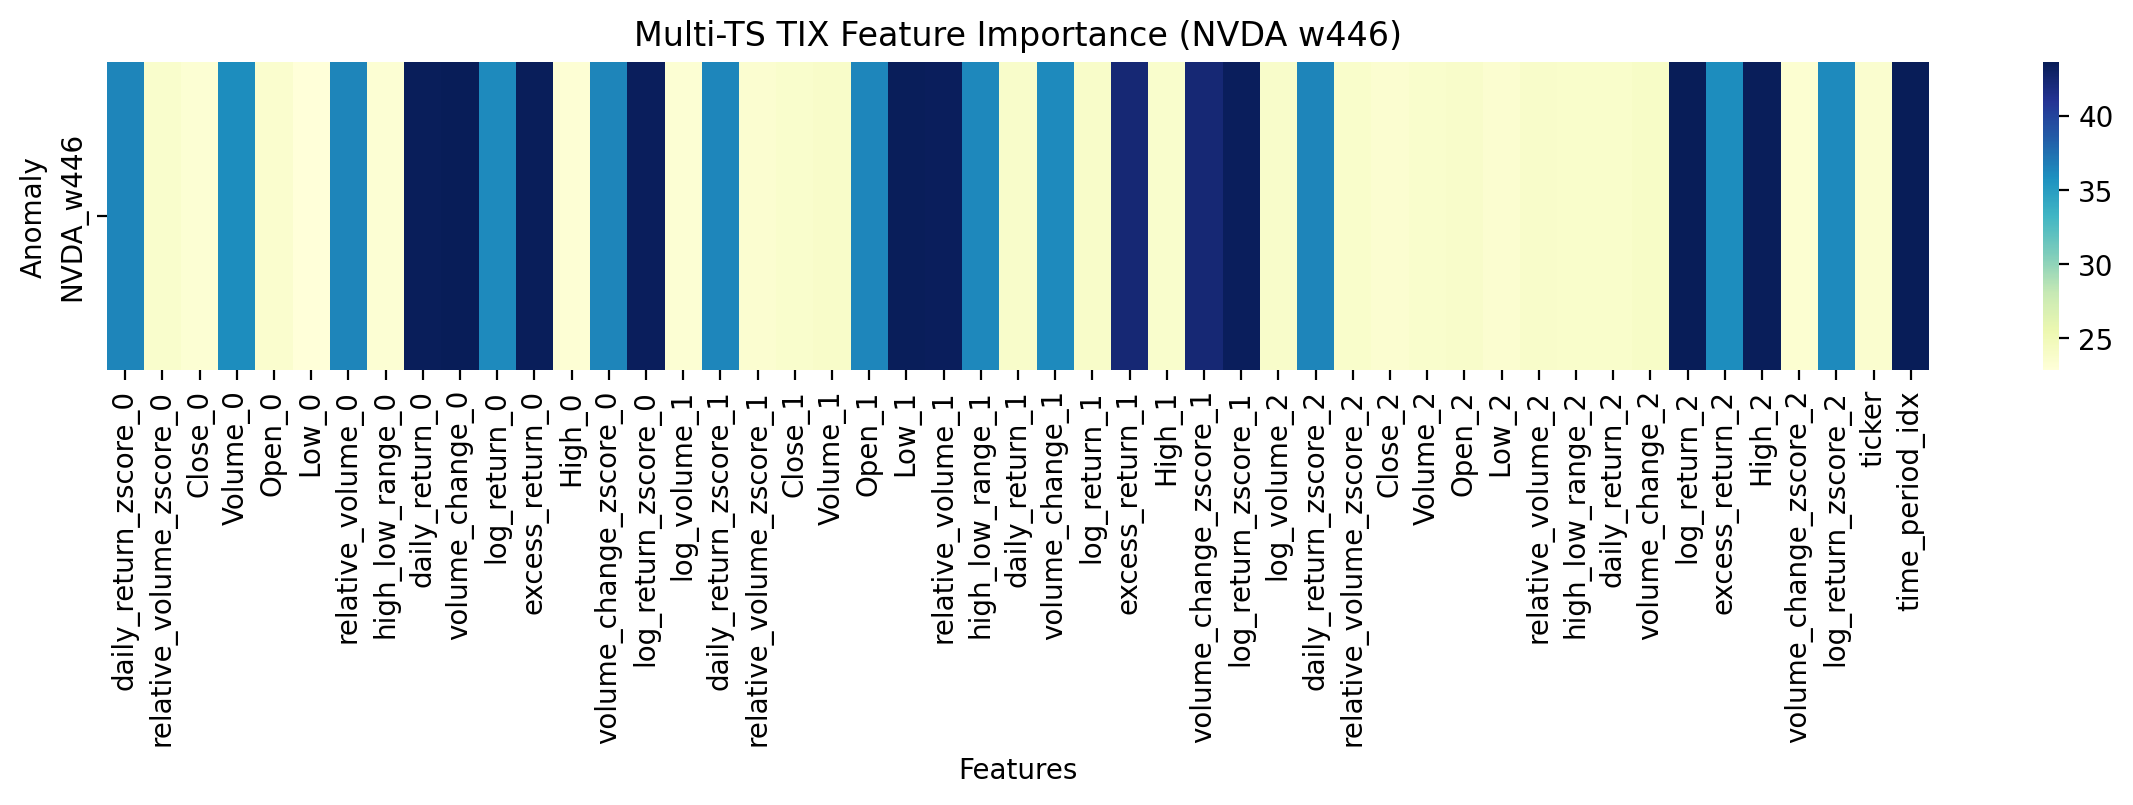 Multi-TS TIX Feature Importance (NVDA w446)
Anomaly
NVDA_w446
40
35
30
25
daily_return_zscore_0
relative_volume_zscore_0
Close_0
Volume_0
Open_0
Low_0
relative_volume_0
high_low_range_0
daily_return_0
volume_change_0
log_return_0
excess_return_0
High_0
volume_change_zscore_0
log_return_zscore_0
log_volume_1
daily_return_zscore_1
relative_volume_zscore_1
Close_1
Volume_1
Open_1
Low_1
relative_volume_1
high_low_range_1
daily_return_1
volume_change_1
log_return_1
excess_return_1
High_1
volume_change_zscore_1
log_return_zscore_1
log_volume_2
daily_return_zscore_2
relative_volume_zscore_2
Close_2
Volume_2
Open_2
Low_2
relative_volume_2
high_low_range_2
daily_return_2
volume_change_2
log_return_2
excess_return_2
High_2
volume_change_zscore_2
log_return_zscore_2
ticker
time_period_idx
Features